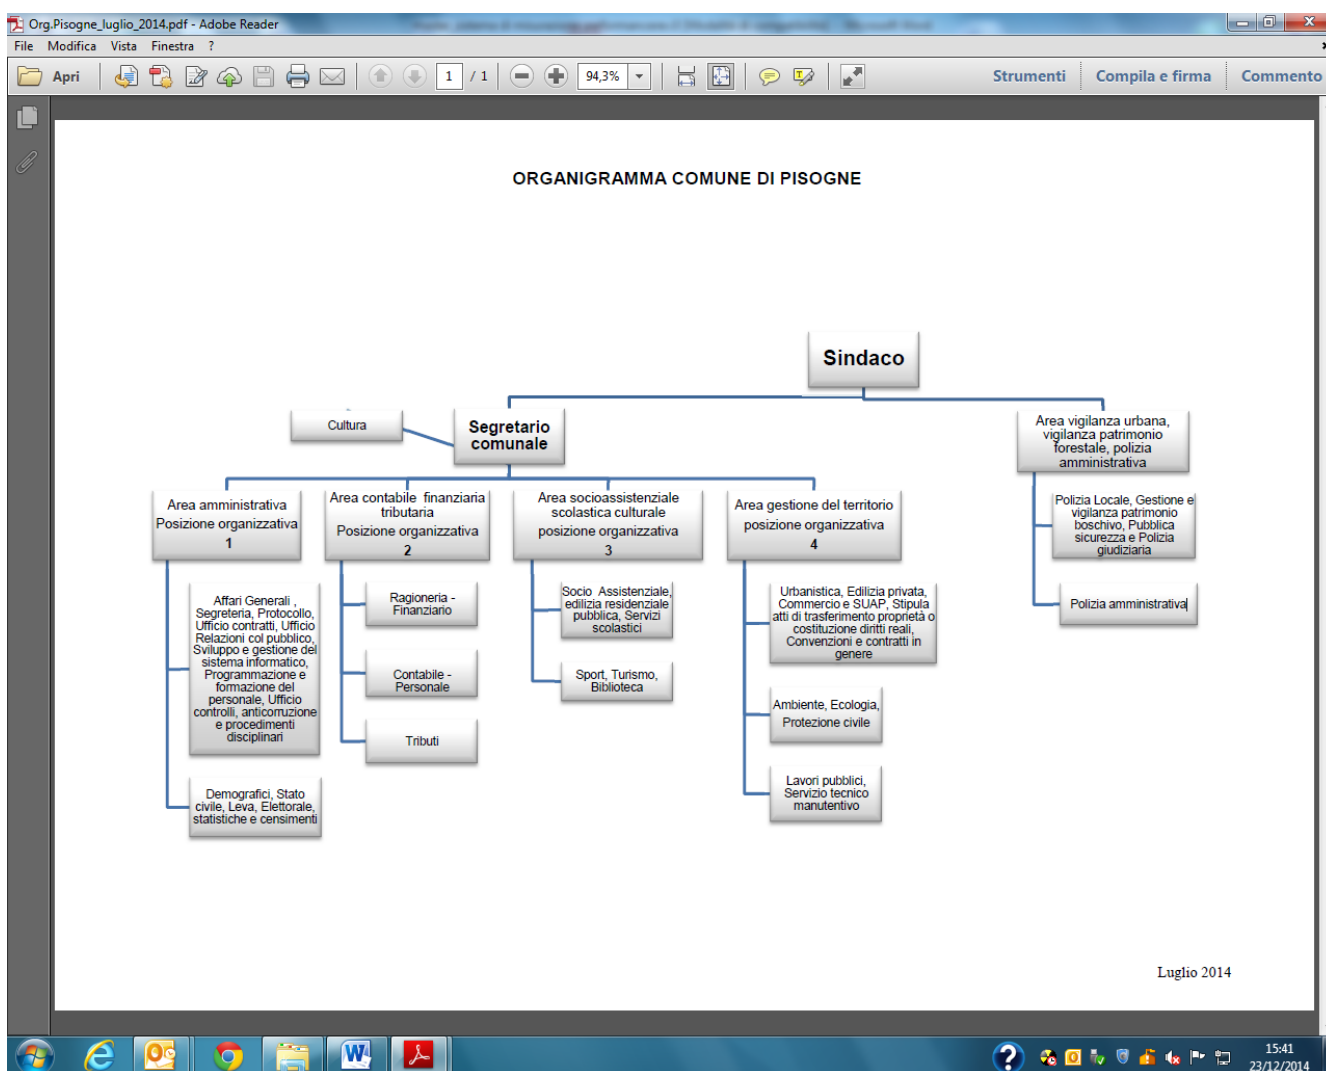 Org.Pisogne_luglio_2014.pdf - Adobe Reader
File Modifica Vista Finestra ?
Apri
1 / 1
94,3%
Strumenti
Compila e firma
Commento
ORGANIGRAMMA COMUNE DI PISOGNE
Sindaco
Cultura
Segretario
comunale
Area vigilanza urbana,
vigilanza patrimonio
forestale, polizia
amministrativa
Area amministrativa
Posizione organizzativa
1
Area contabile finanziaria
tributaria
Posizione organizzativa
2
Area socioassistenziale
scolastica culturale
posizione organizzativa
3
Area gestione del territorio
posizione organizzativa
4
Polizia Locale, Gestione e
vigilanza patrimonio
boschivo, Pubblica
sicurezza e Polizia
giudiziaria
Polizia amministrativa
Affari Generali ,
Segreteria, Protocollo,
Ufficio contratti, Ufficio
Relazioni col pubblico,
Sviluppo e gestione del
sistema informatico,
Programmazione e
formazione del
personale, Ufficio
controlli, anticorruzione
e procedimenti
disciplinari
Demografici, Stato
civile, Leva, Elettorale,
statistiche e censimenti
Ragioneria -
Finanziario
Contabile -
Personale
Tributi
Socio Assistenziale,
edilizia residenziale
pubblica, Servizi
scolastici
Sport, Turismo,
Biblioteca
Urbanistica, Edilizia privata,
Commercio e SUAP, Stipula
atti di trasferimento proprietà o
costituzione diritti reali,
Convenzioni e contratti in
genere
Ambiente, Ecologia,
Protezione civile
Lavori pubblici,
Servizio tecnico
manutentivo
Luglio 2014
15:41
23/12/2014